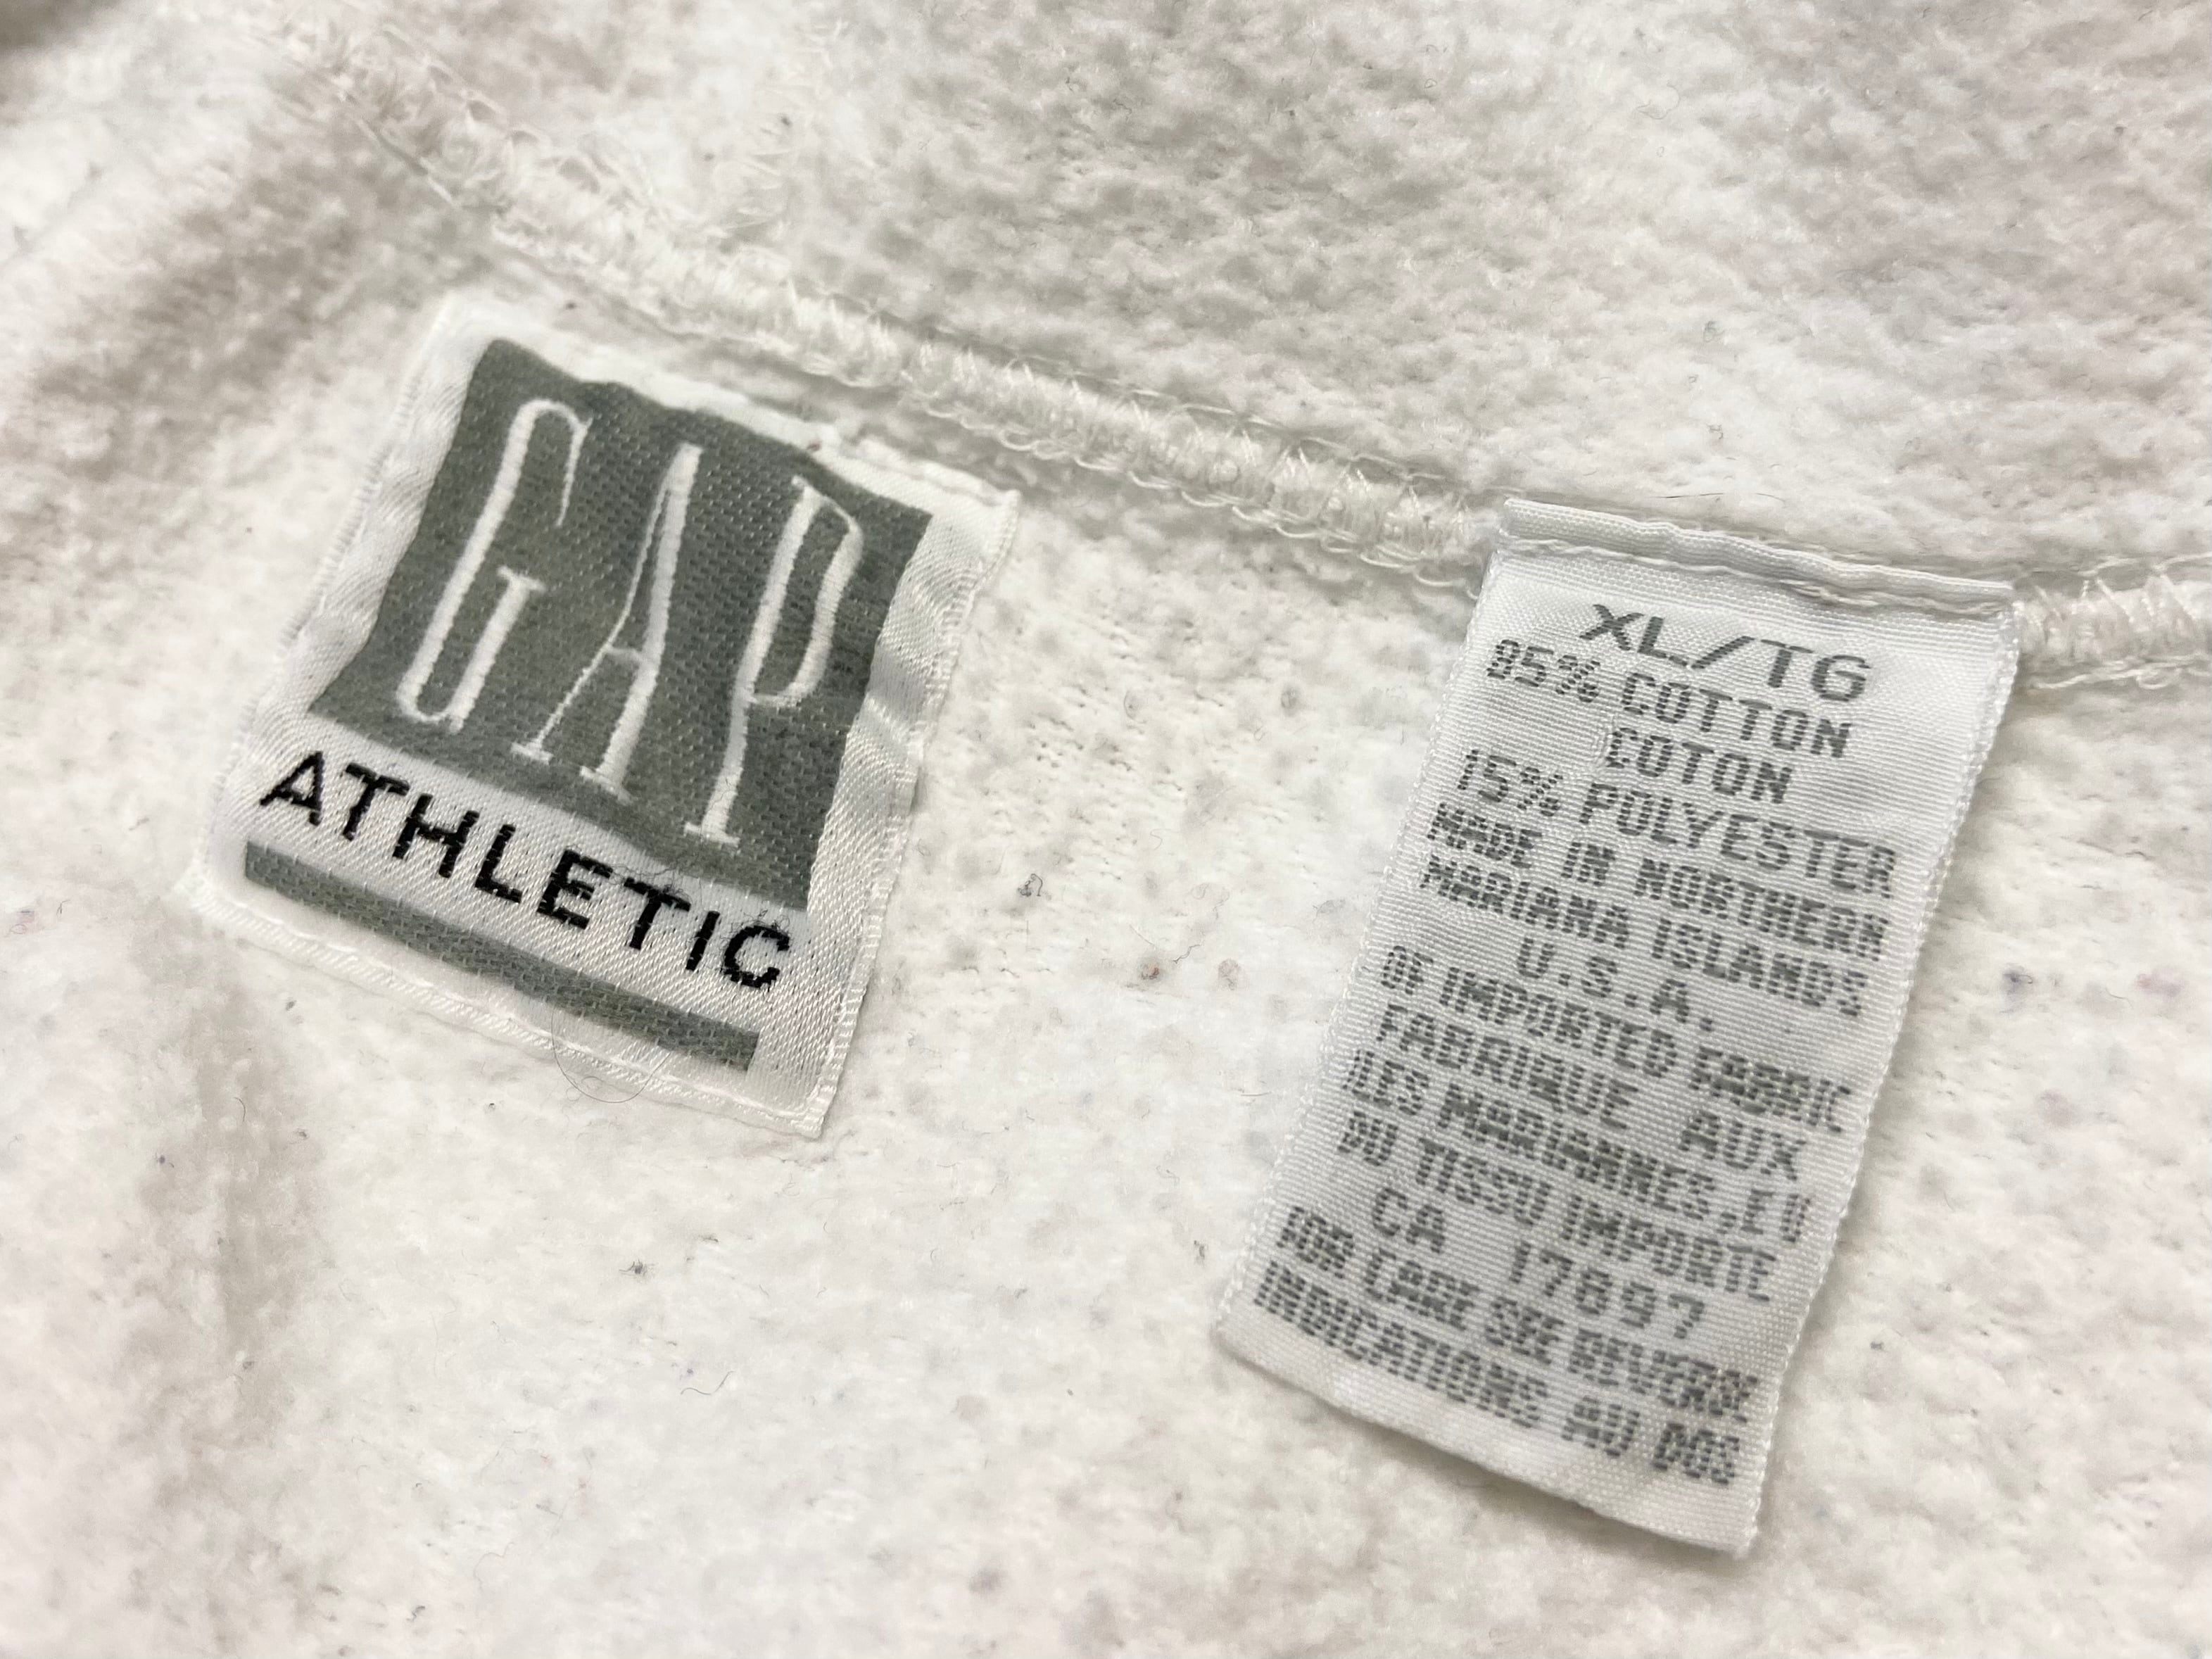 GAP
ATHLETIC
XL/TG
85% COTTON
COTON
15% POLYESTER
MADE IN NORTHERN
MARIANA ISLANDS
U.S.A.
OF IMPORTED FABRIC
FABRIQUE AUX
ILES MARIANNES,EU
DU TISSU IMPORTE
CA 17897
FOR CARE SEE REVERSE
INDICATIONS AU DOS